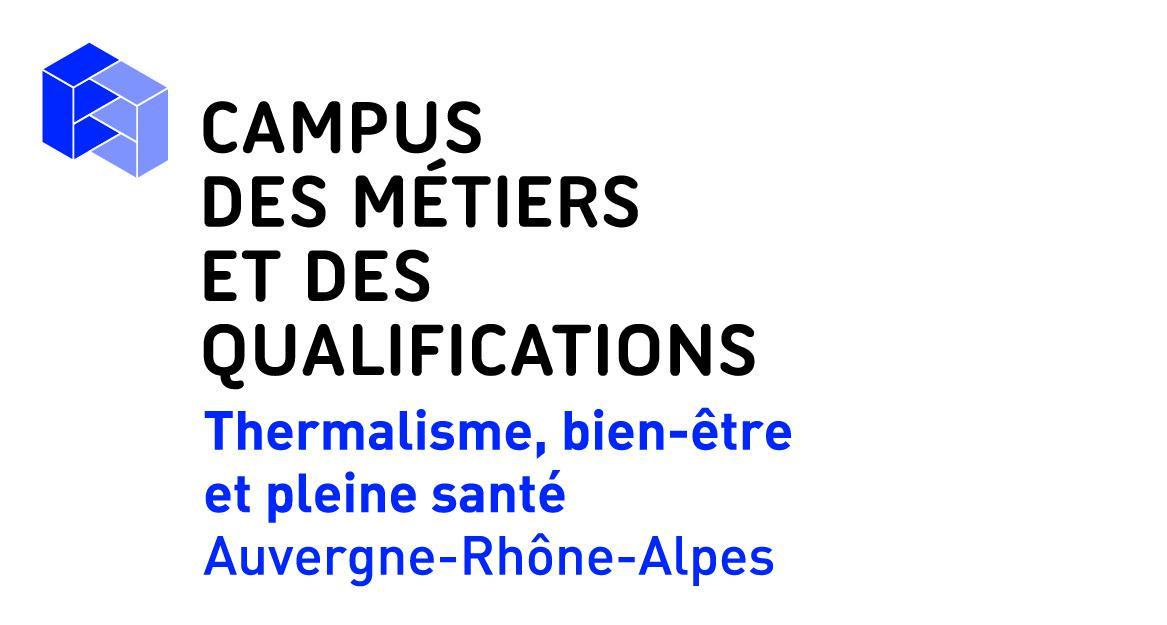 CAMPUS
DES MÉTIERS
ET DES
QUALIFICATIONS
Thermalisme, bien-être
et pleine santé
Auvergne-Rhône-Alpes